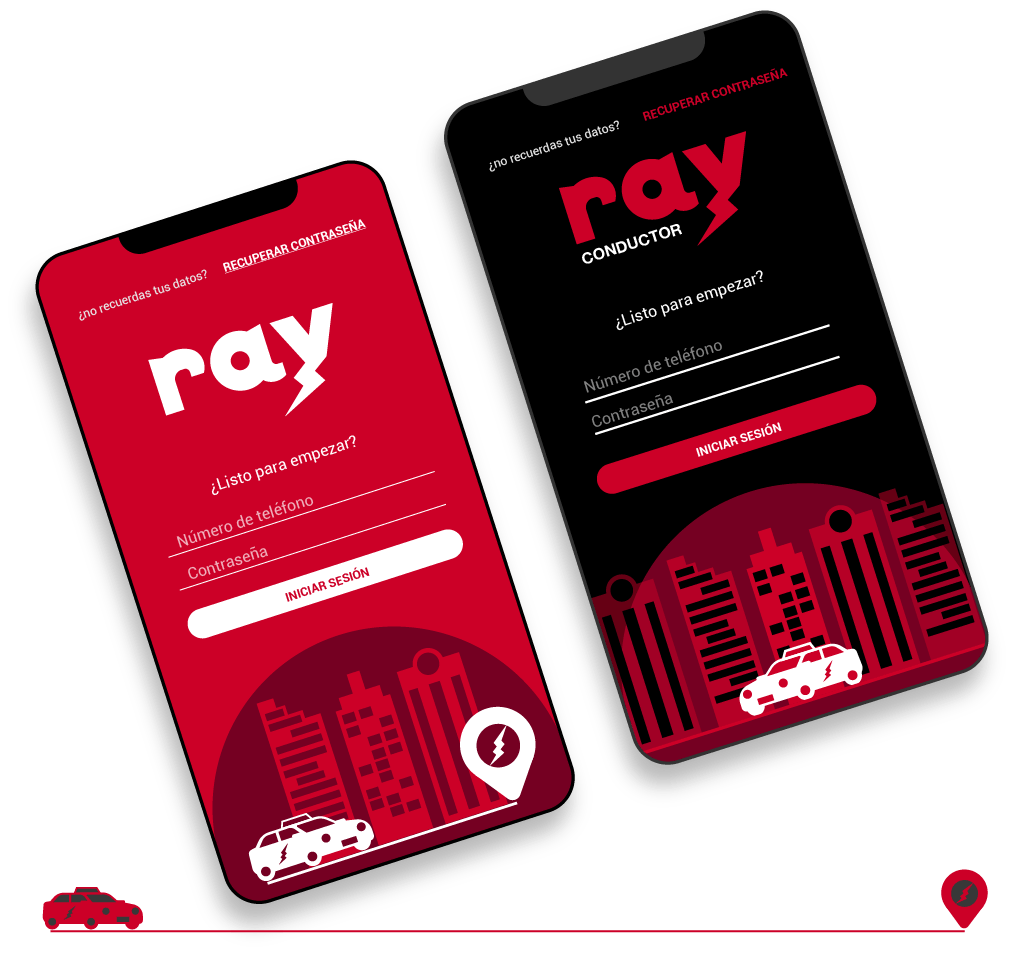 ¿no recuerdas tus datos?
RECUPERAR CONTRASEÑA
ray
¿Listo para empezar?
Número de teléfono
Contraseña
INICIAR SESIÓN
¿no recuerdas tus datos?
RECUPERAR CONTRASEÑA
ray
CONDUCTOR
¿Listo para empezar?
Número de teléfono
Contraseña
INICIAR SESIÓN